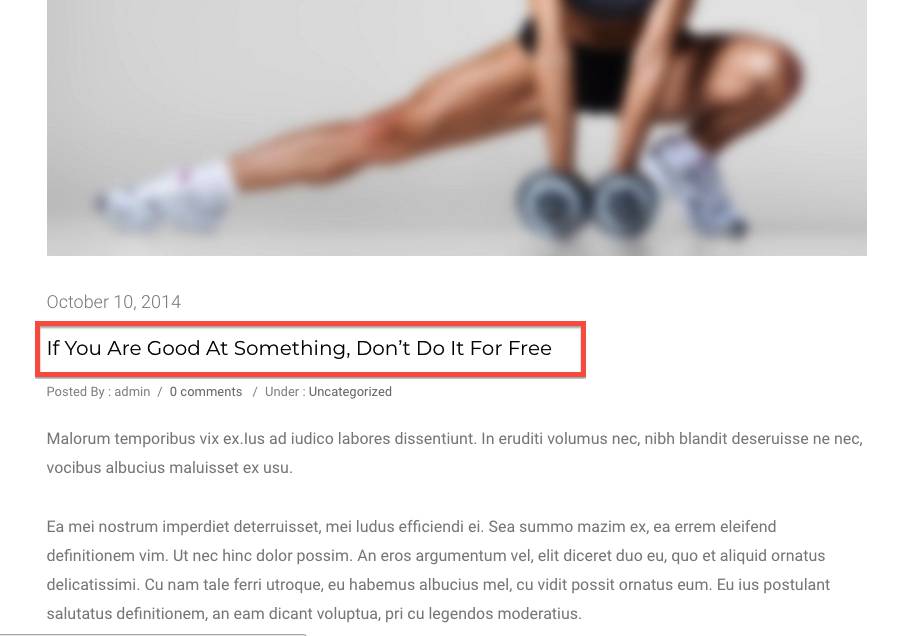 October 10, 2014
If You Are Good At Something, Don’t Do It For Free
Posted By : admin / 0 comments / Under : Uncategorized
Malorum temporibus vix ex.Ius ad iudico labores dissentiunt. In eruditi volumus nec, nibh blandit deseruisse ne nec,
vocibus albucius maluisset ex usu.
Ea mei nostrum imperdiet deterruisset, mei ludus efficiendi ei. Sea summo mazim ex, ea errem eleifend
definitionem vim. Ut nec hinc dolor possim. An eros argumentum vel, elit diceret duo eu, quo et aliquid ornatus
delicatissimi. Cu nam tale ferri utroque, eu habemus albucius mel, cu vidit possit ornatus eum. Eu ius postulant
salutatus definitionem, an eam dicant voluptua, pri cu legendos moderatius.